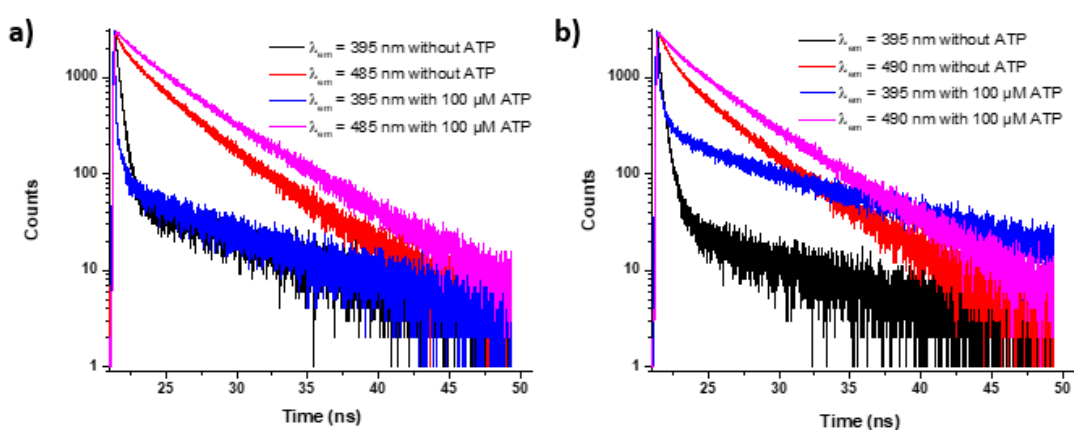 a)
λem = 395 nm without ATP
λem = 485 nm without ATP
λem = 395 nm with 100 µM ATP
λem = 485 nm with 100 µM ATP
1000
100
10
1
Counts
25
30
35
40
45
50
Time (ns)
b)
λem = 395 nm without ATP
λem = 490 nm without ATP
λem = 395 nm with 100 µM ATP
λem = 490 nm with 100 µM ATP
1000
100
10
1
Counts
25
30
35
40
45
50
Time (ns)